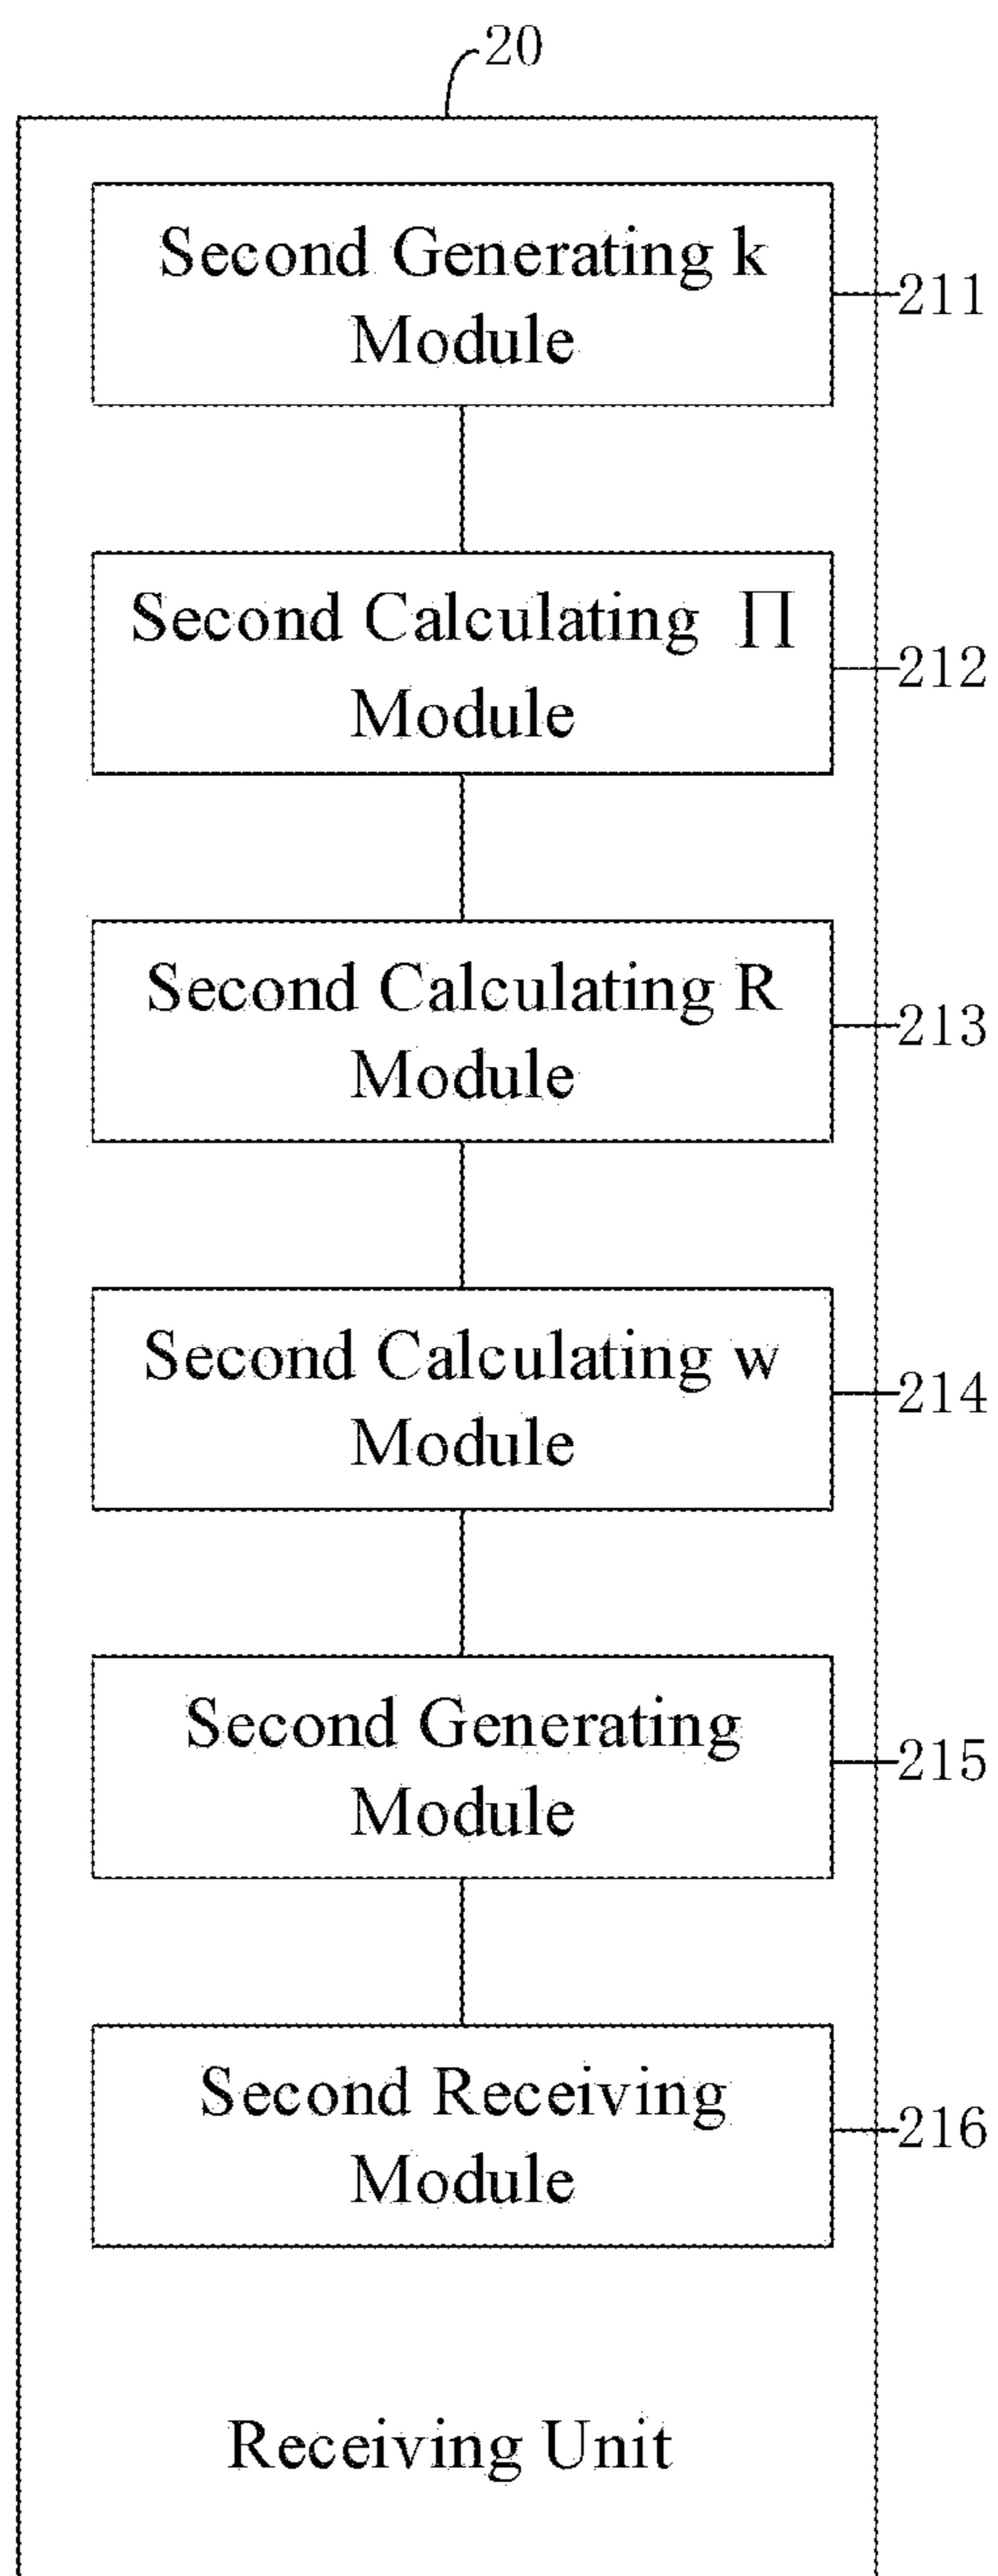 20
Second Generating k
Module
211
Second Calculating ∏
Module
212
Second Calculating R
Module
213
Second Calculating w
Module
214
Second Generating
Module
215
Second Receiving
Module
216
Receiving Unit